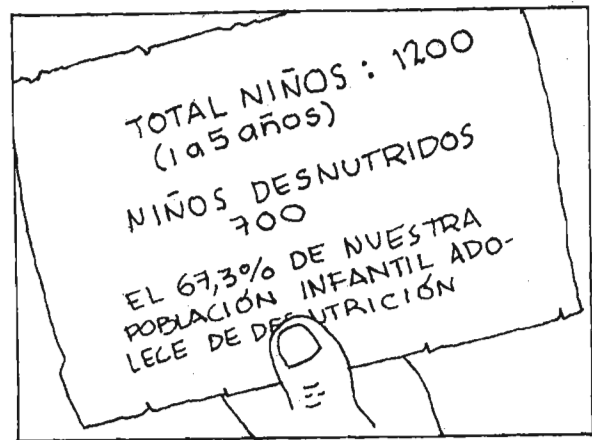 TOTAL NIÑOS: 1200
(1 a 5 años)
NIÑOS DESNUTRIDOS
700
EL 67,3% DE NUESTRA
POBLACIÓN INFANTIL ADO-
LECE DE DESNUTRICIÓN